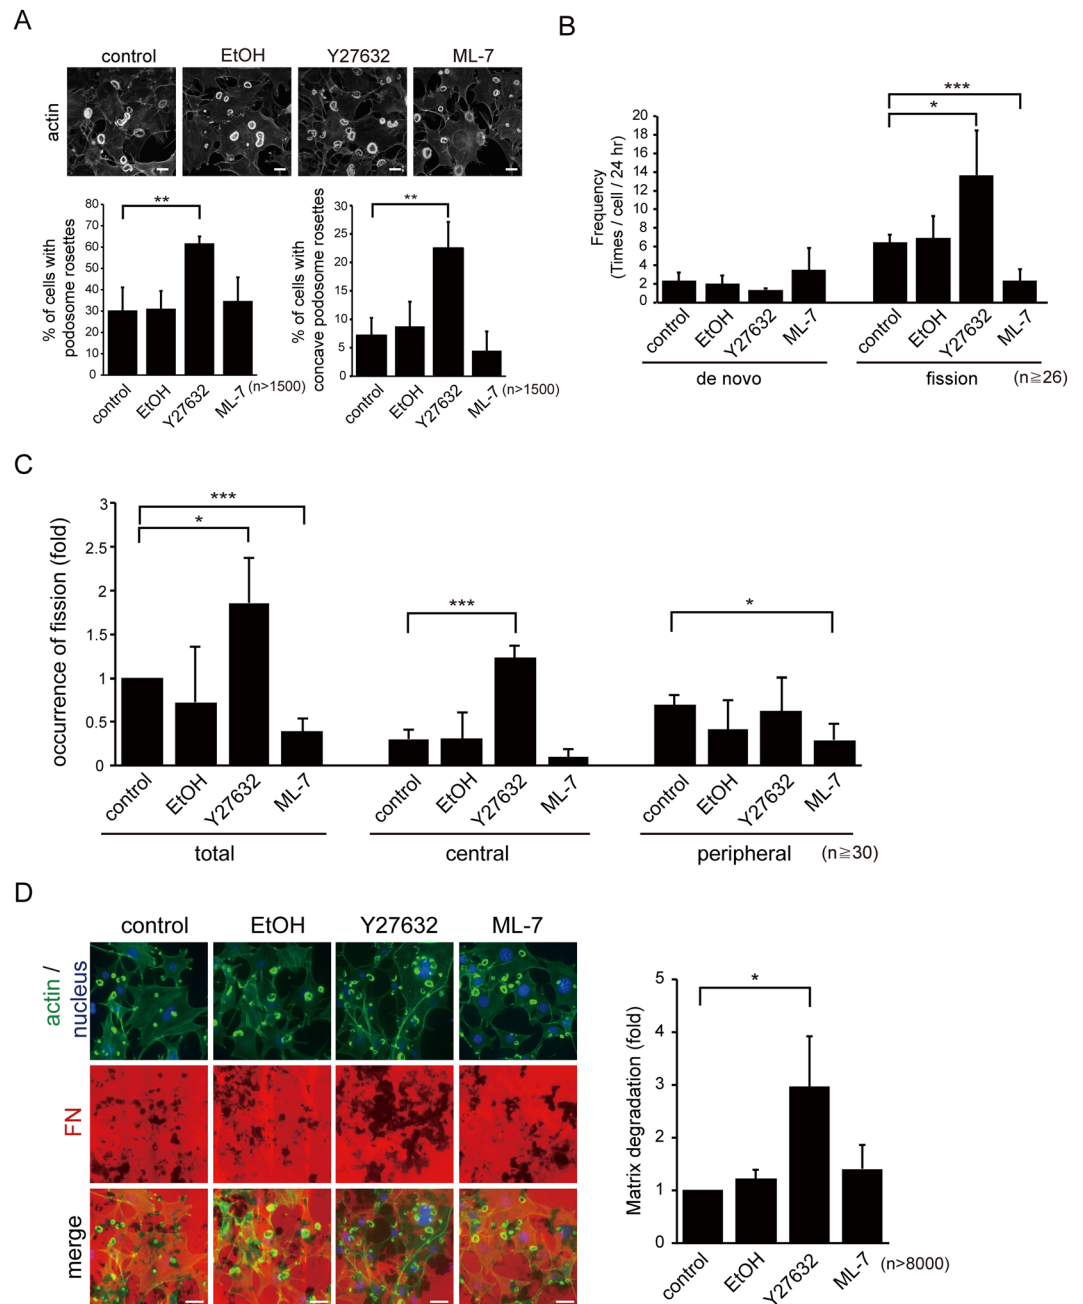 A
control EtOH Y27632 ML-7
actin
% of cells with
podosome rosettes
80
70
60
50
40
30
20
10
0
**
control EtOH Y27632 ML-7 (n>1500)
% of cells with
concave podosome rosettes
30
25
20
15
10
5
0
**
control EtOH Y27632 ML-7 (n>1500)
B
Frequency
(Times / cell / 24 hr)
20
18
16
14
12
10
8
6
4
2
0
***
*
control EtOH Y27632 ML-7 control EtOH Y27632 ML-7
de novo fission (n≧26)
C
occurrence of fission (fold)
3
2.5
2
1.5
1
0.5
0
***
*
***
*
control EtOH Y27632 ML-7 control EtOH Y27632 ML-7 control EtOH Y27632 ML-7
total central peripheral (n≧30)
D
control EtOH Y27632 ML-7
actin /
nucleus
FN
merge
Matrix degradation (fold)
5
4
3
2
1
0
*
control EtOH Y27632 ML-7 (n>8000)